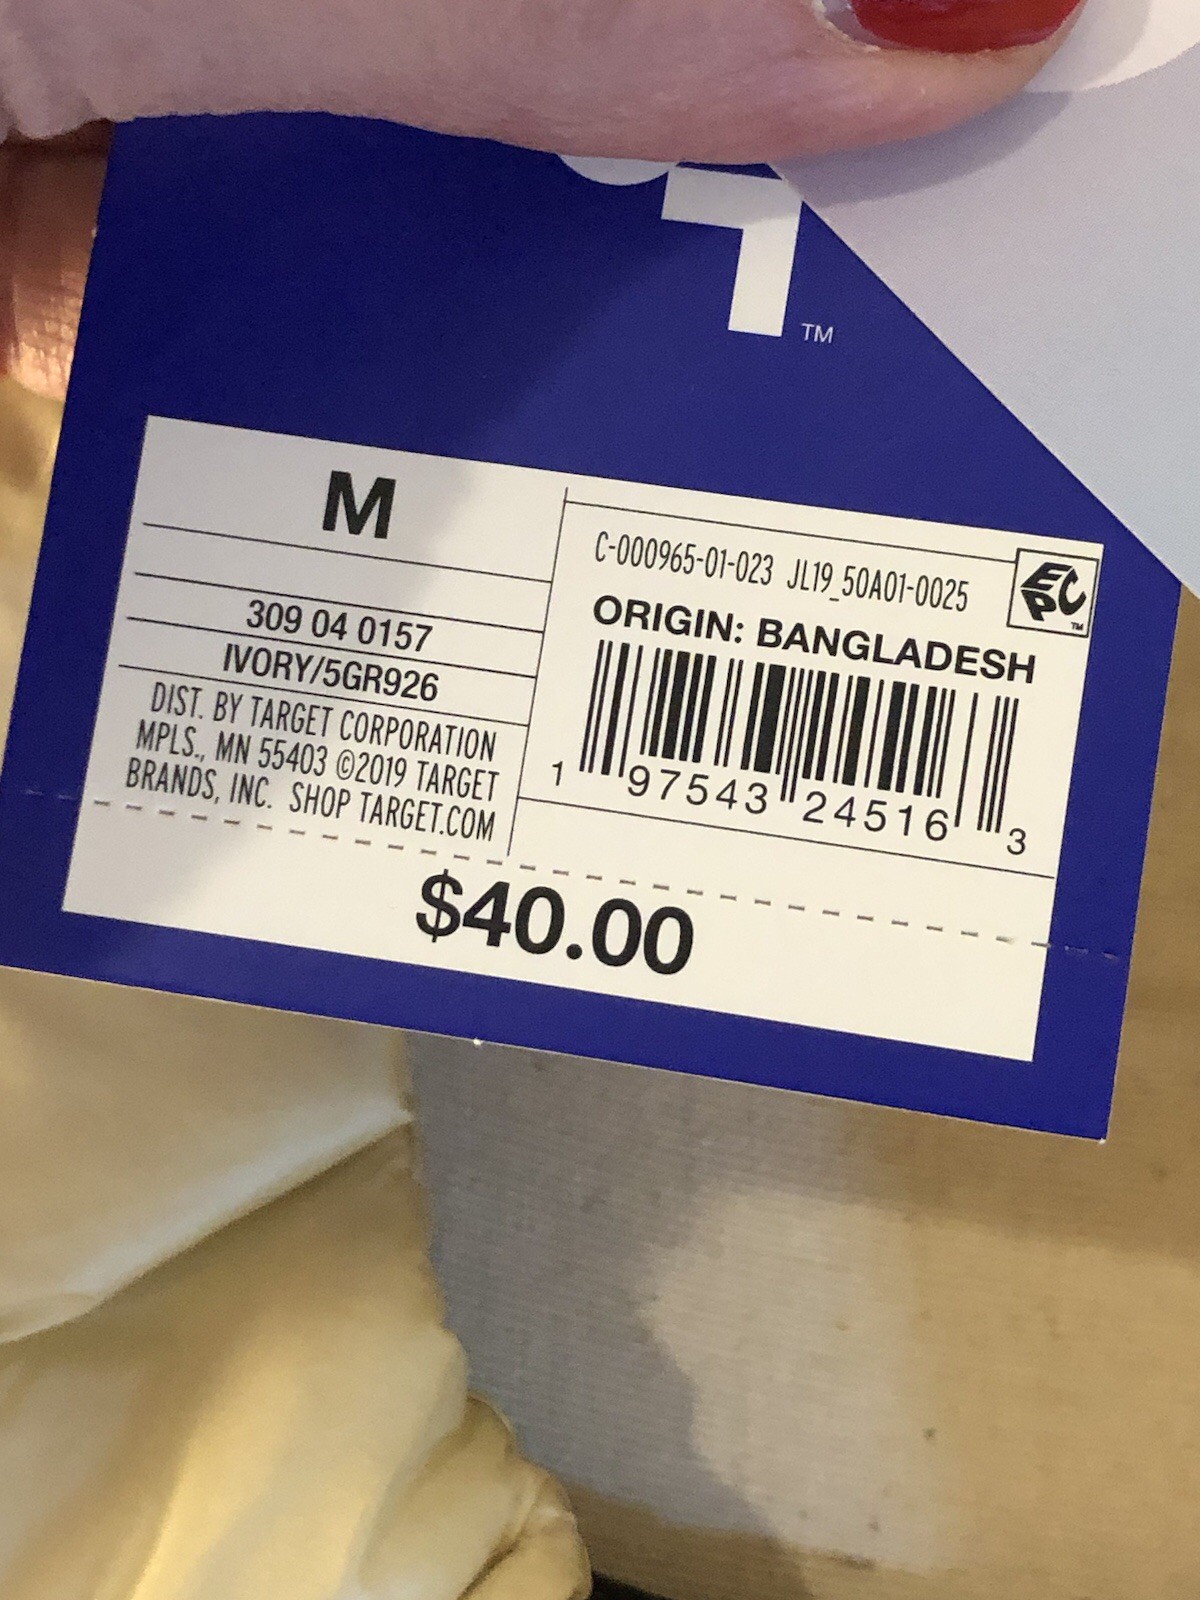 TM
M
309 04 0157
IVORY/5GR926
DIST. BY TARGET CORPORATION
MPLS., MN 55403 ©2019 TARGET
BRANDS, INC. SHOP TARGET.COM
C-000965-01-023 JL19_50A01-0025
EPC
TM
ORIGIN: BANGLADESH
1 97543 24516 3
$40.00